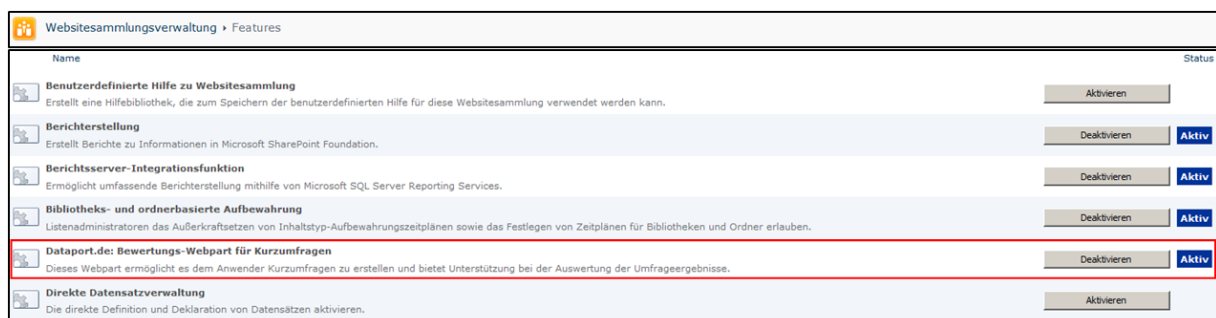 Websitesammlungsverwaltung ▸ Features
Name Status
Benutzerdefinierte Hilfe zu Websitesammlung
Erstellt eine Hilfebibliothek, die zum Speichern der benutzerdefinierten Hilfe für diese Websitesammlung verwendet werden kann.
Aktivieren
Berichterstellung
Erstellt Berichte zu Informationen in Microsoft SharePoint Foundation.
Deaktivieren Aktiv
Berichtsserver-Integrationsfunktion
Ermöglicht umfassende Berichterstellung mithilfe von Microsoft SQL Server Reporting Services.
Deaktivieren Aktiv
Bibliotheks- und ordnerbasierte Aufbewahrung
Listenadministratoren das Außerkraftsetzen von Inhaltstyp-Aufbewahrungszeitplänen sowie das Festlegen von Zeitplänen für Bibliotheken und Ordner erlauben.
Deaktivieren Aktiv
Dataport.de: Bewertungs-Webpart für Kurzumfragen
Dieses Webpart ermöglicht es dem Anwender Kurzumfragen zu erstellen und bietet Unterstützung bei der Auswertung der Umfrageergebnisse.
Deaktivieren Aktiv
Direkte Datensatzverwaltung
Die direkte Definition und Deklaration von Datensätzen aktivieren.
Aktivieren